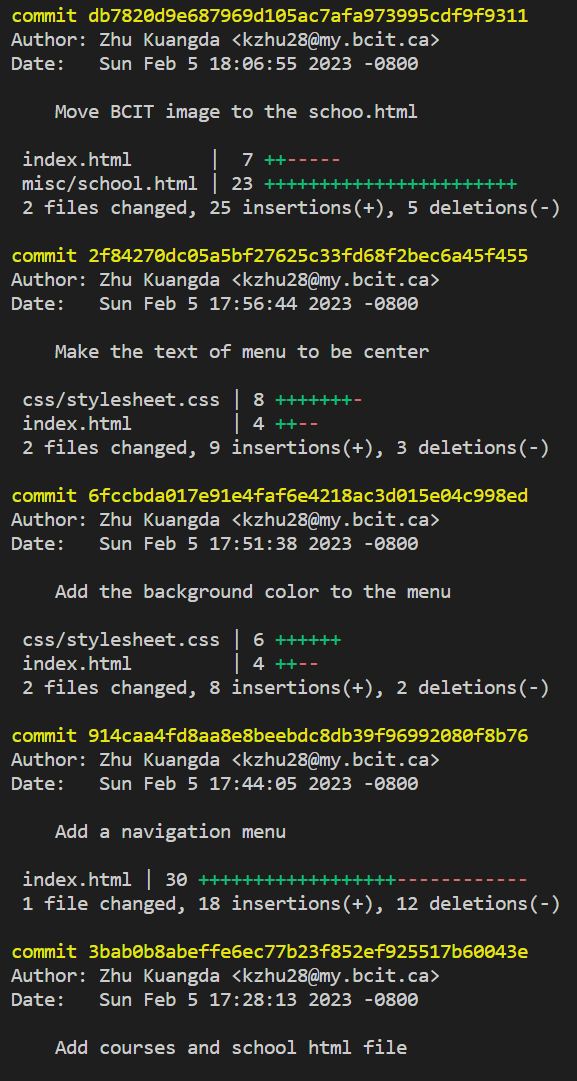 commit db7820d9e687969d105ac7afa973995cdf9f9311
Author: Zhu Kuangda <kzhu28@my.bcit.ca>
Date:   Sun Feb 5 18:06:55 2023 -0800
    Move BCIT image to the schoo.html
 index.html       |  7 ++-----
 misc/school.html | 23 +++++++++++++++++++++++
 2 files changed, 25 insertions(+), 5 deletions(-)
commit 2f84270dc05a5bf27625c33fd68f2bec6a45f455
Author: Zhu Kuangda <kzhu28@my.bcit.ca>
Date:   Sun Feb 5 17:56:44 2023 -0800
    Make the text of menu to be center
 css/stylesheet.css | 8 +++++++-
 index.html         | 4 ++--
 2 files changed, 9 insertions(+), 3 deletions(-)
commit 6fccbda017e91e4faf6e4218ac3d015e04c998ed
Author: Zhu Kuangda <kzhu28@my.bcit.ca>
Date:   Sun Feb 5 17:51:38 2023 -0800
    Add the background color to the menu
 css/stylesheet.css | 6 ++++++
 index.html         | 4 ++--
 2 files changed, 8 insertions(+), 2 deletions(-)
commit 914caa4fd8aa8e8beebdc8db39f96992080f8b76
Author: Zhu Kuangda <kzhu28@my.bcit.ca>
Date:   Sun Feb 5 17:44:05 2023 -0800
    Add a navigation menu
 index.html | 30 ++++++++++++++++++------------
 1 file changed, 18 insertions(+), 12 deletions(-)
commit 3bab0b8abeffe6ec77b23f852ef925517b60043e
Author: Zhu Kuangda <kzhu28@my.bcit.ca>
Date:   Sun Feb 5 17:28:13 2023 -0800
    Add courses and school html file